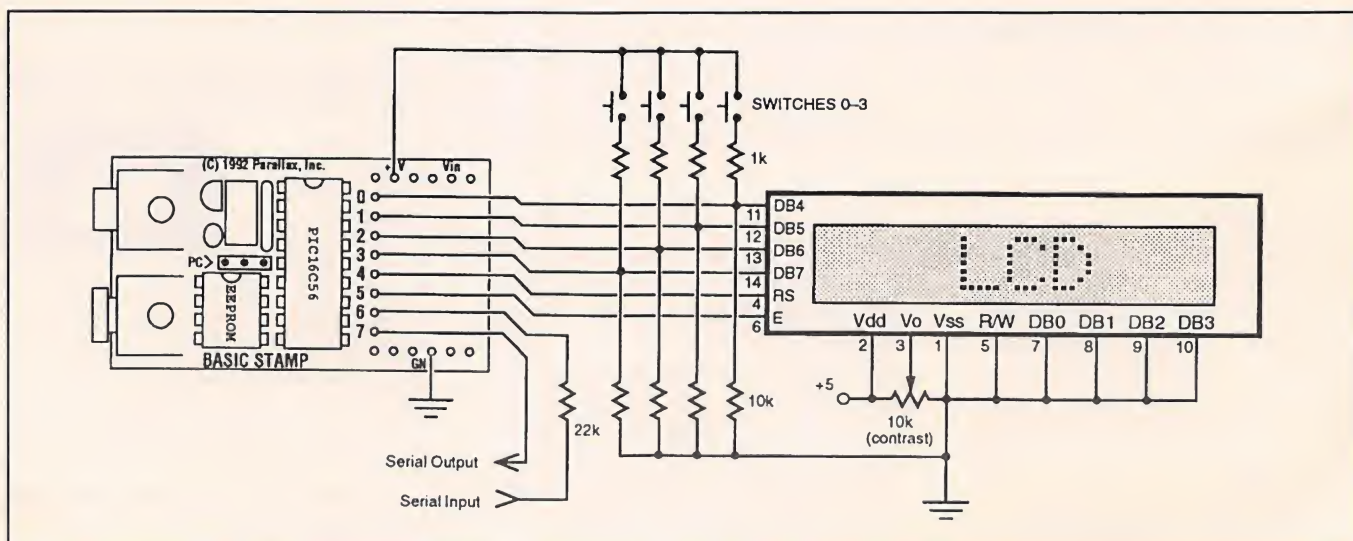 SWITCHES 0–3
(C) 1992 Parallax, Inc.
+ V Vin
1k
0
1
2
3
4
5
6
7
PIC16C56
PC>
EEPROM
BASIC STAMP
GN
11 DB4
12 DB5
13 DB6
14 DB7
4 RS
6 E
LCD
Vdd Vo Vss R/W DB0 DB1 DB2 DB3
2 3 1 5 7 8 9 10
+5
10k
(contrast)
10k
22k
Serial Output
Serial Input